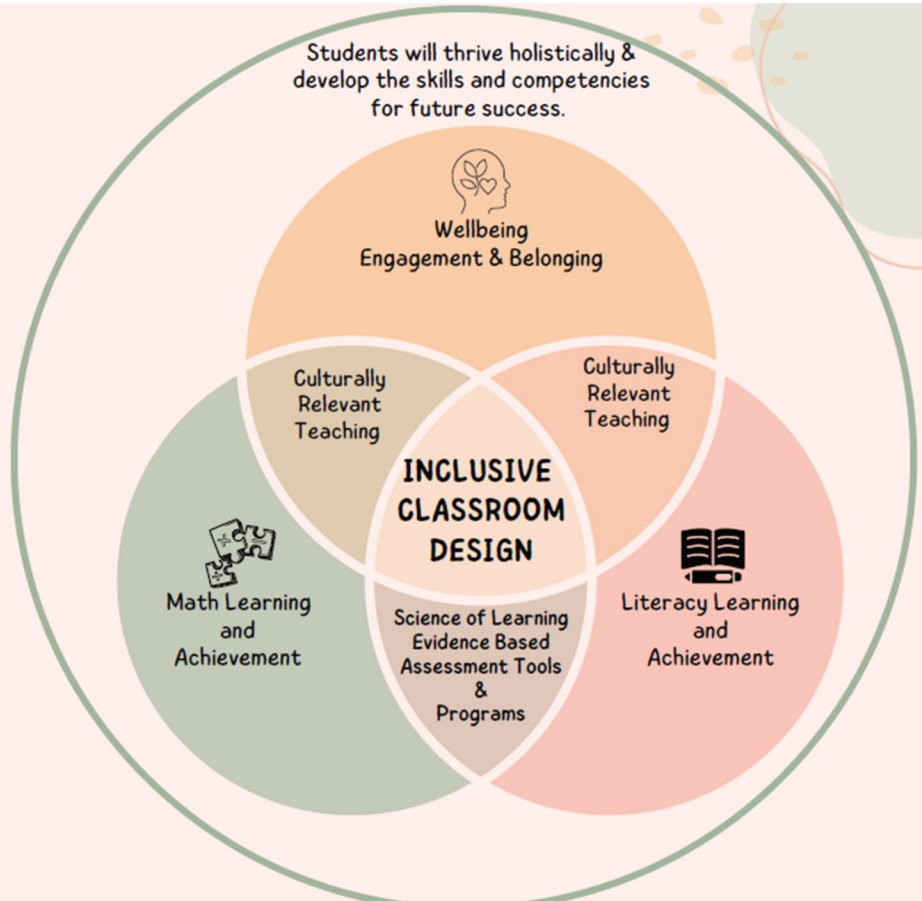 Students will thrive holistically &
develop the skills and competencies
for future success.
Wellbeing
Engagement & Belonging
Culturally
Relevant
Teaching
Culturally
Relevant
Teaching
INCLUSIVE
CLASSROOM
DESIGN
Math Learning
and
Achievement
Literacy Learning
and
Achievement
Science of Learning
Evidence Based
Assessment Tools
&
Programs